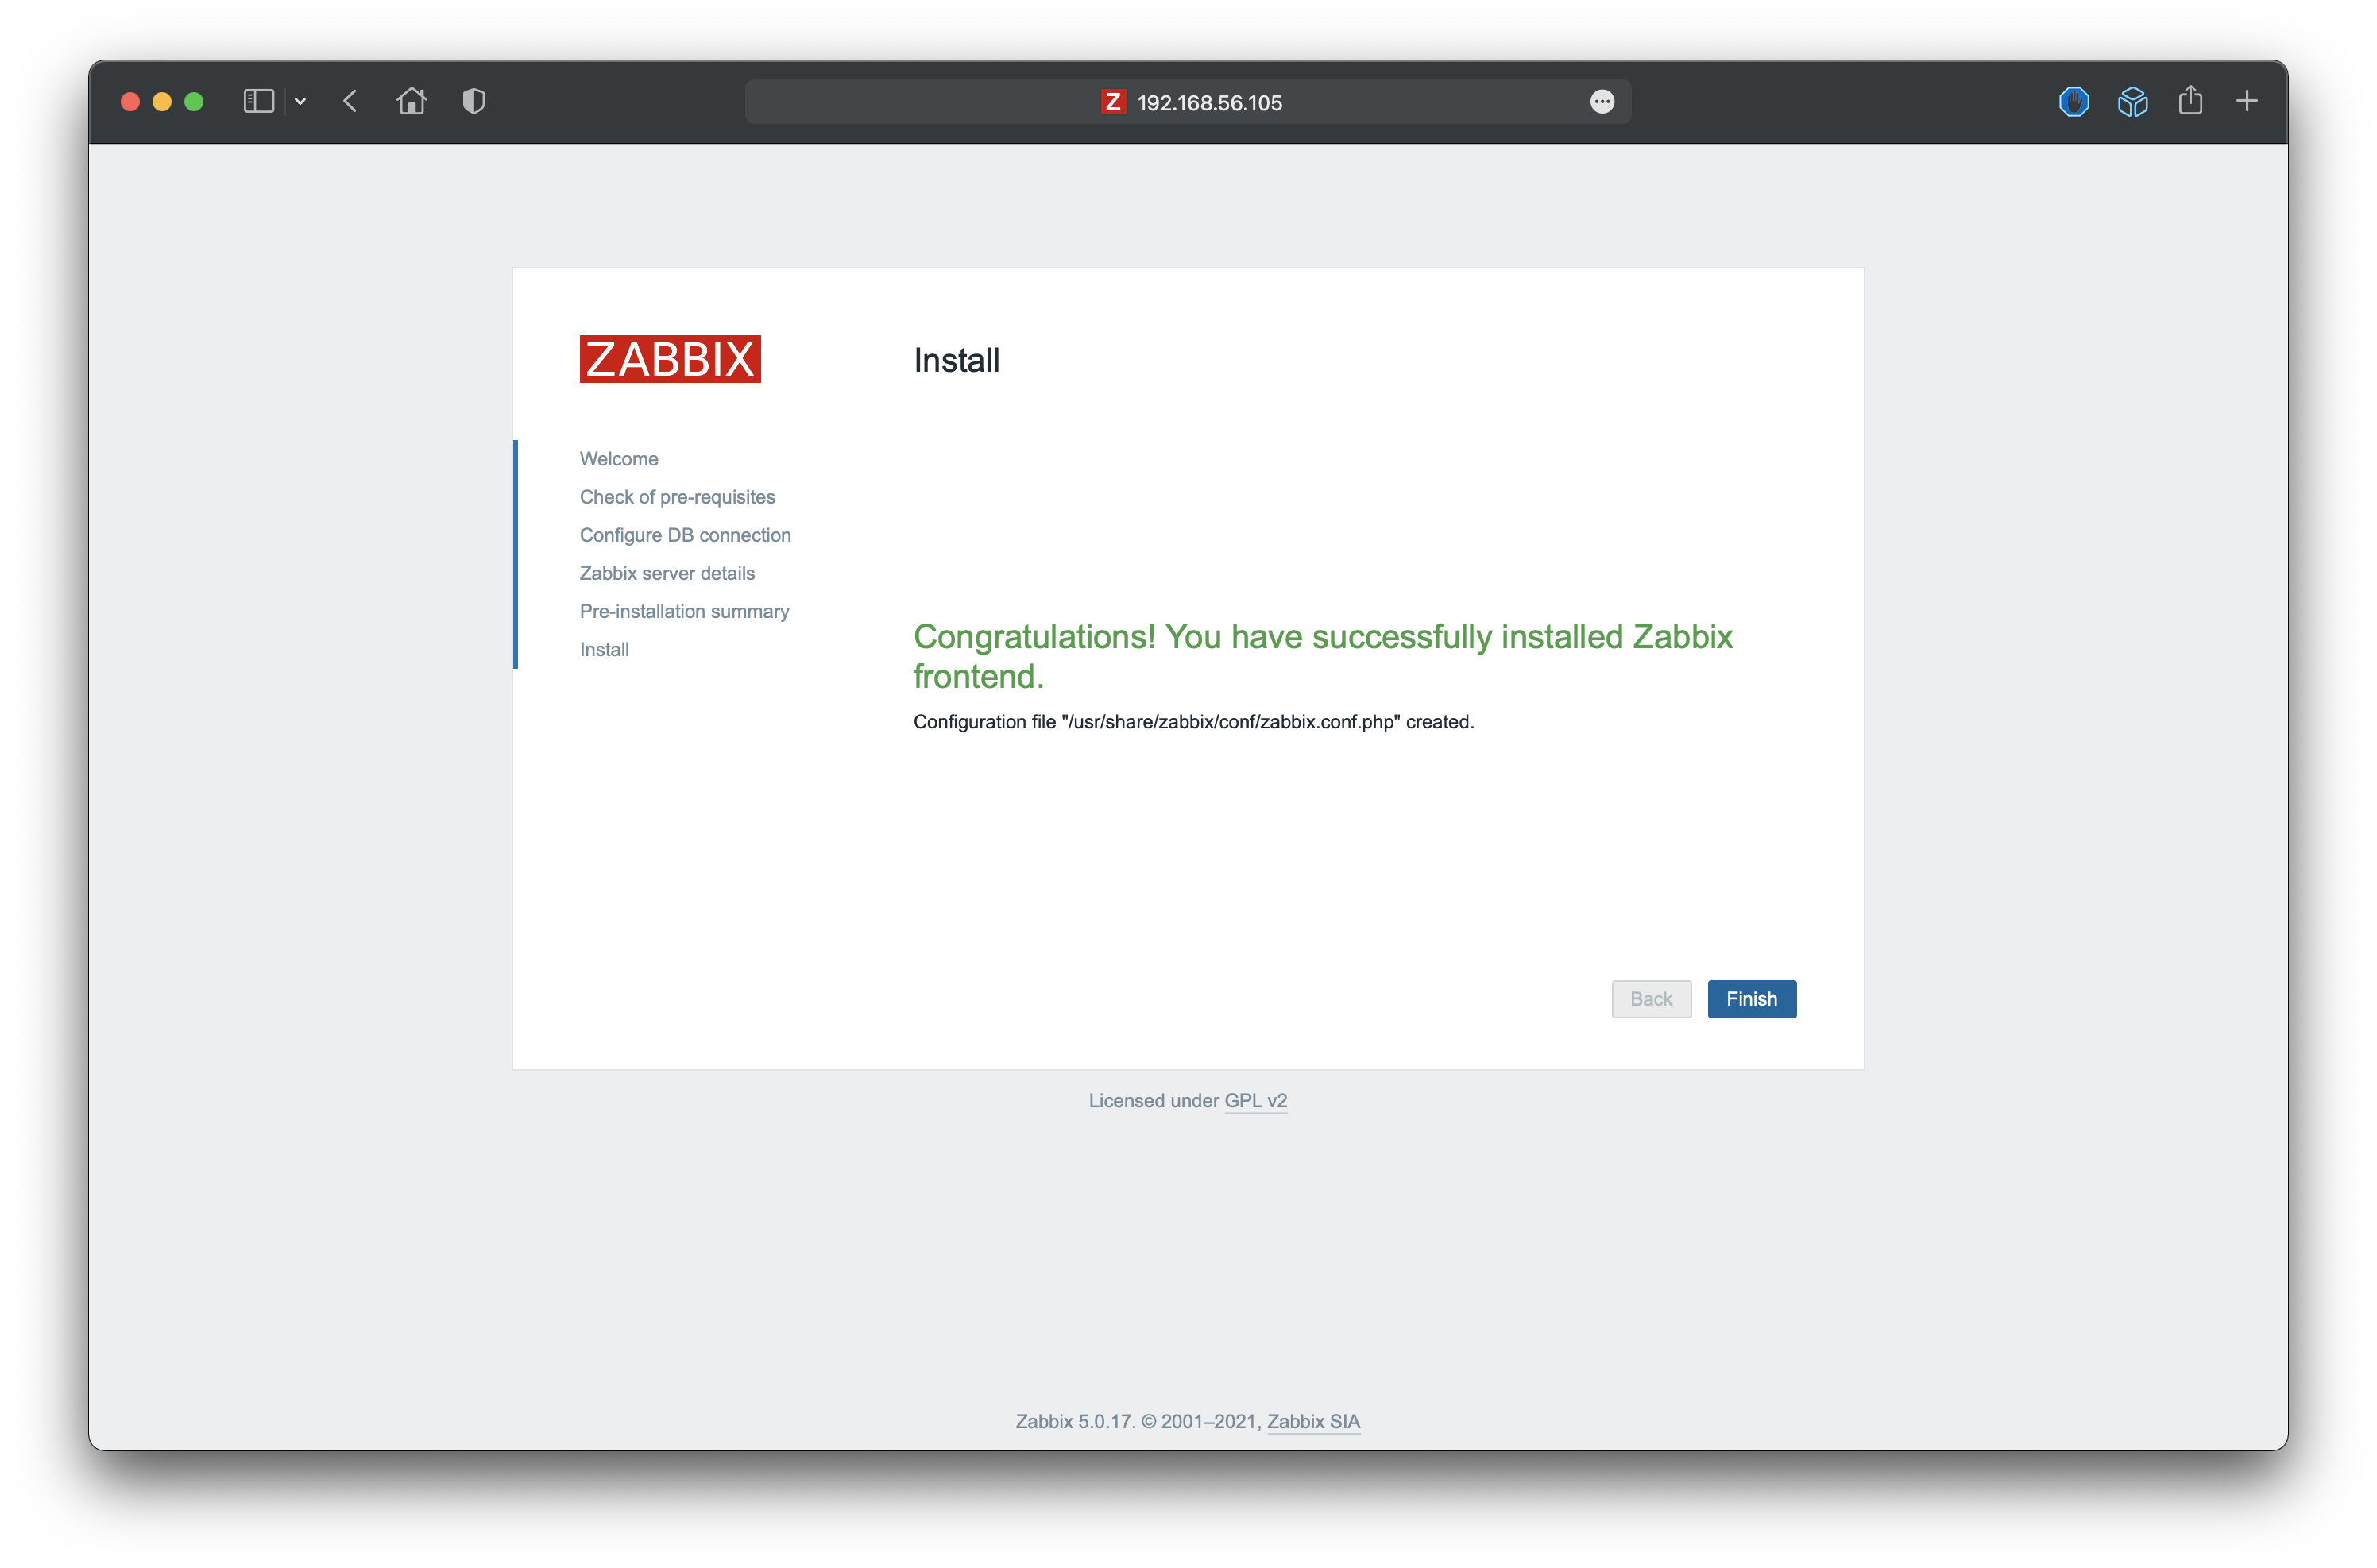 Z 192.168.56.105
ZABBIX
Install
Welcome
Check of pre-requisites
Configure DB connection
Zabbix server details
Pre-installation summary
Install
Congratulations! You have successfully installed Zabbix
frontend.
Configuration file "/usr/share/zabbix/conf/zabbix.conf.php" created.
Back
Finish
Licensed under GPL v2
Zabbix 5.0.17. © 2001–2021, Zabbix SIA